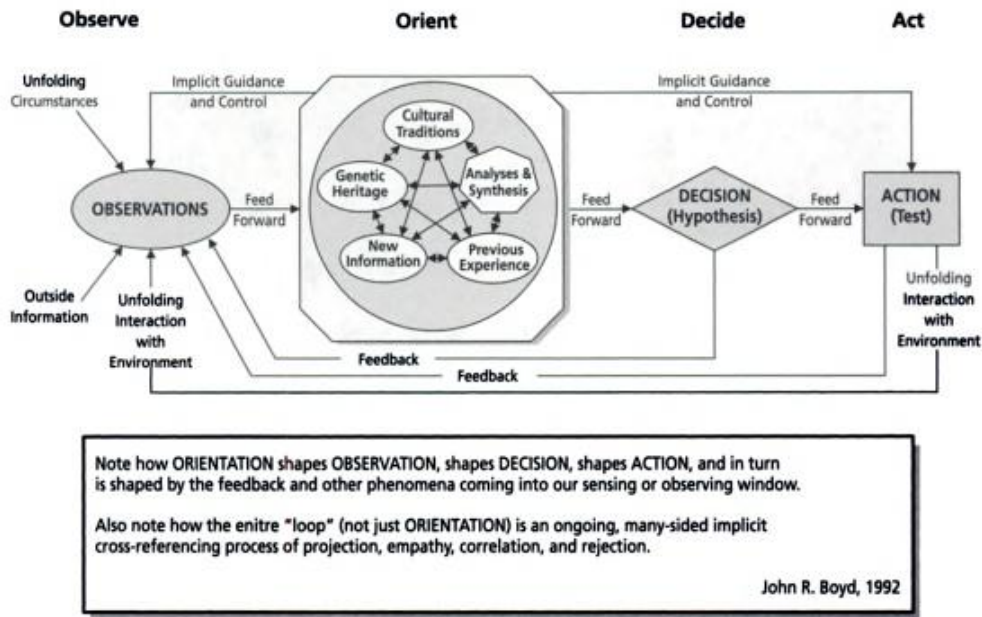 Observe
Orient
Decide
Act
Unfolding
Circumstances
Implicit Guidance
and Control
Implicit Guidance
and Control
Cultural
Traditions
Genetic
Heritage
Analyses &
Synthesis
New
Information
Previous
Experience
OBSERVATIONS
Feed
Forward
Feed
Forward
DECISION
(Hypothesis)
Feed
Forward
ACTION
(Test)
Outside
Information
Unfolding
Interaction
with
Environment
Unfolding
Interaction
with
Environment
Feedback
Feedback
Note how ORIENTATION shapes OBSERVATION, shapes DECISION, shapes ACTION, and in turn
is shaped by the feedback and other phenomena coming into our sensing or observing window.
Also note how the enitre "loop" (not just ORIENTATION) is an ongoing, many-sided implicit
cross-referencing process of projection, empathy, correlation, and rejection.
John R. Boyd, 1992